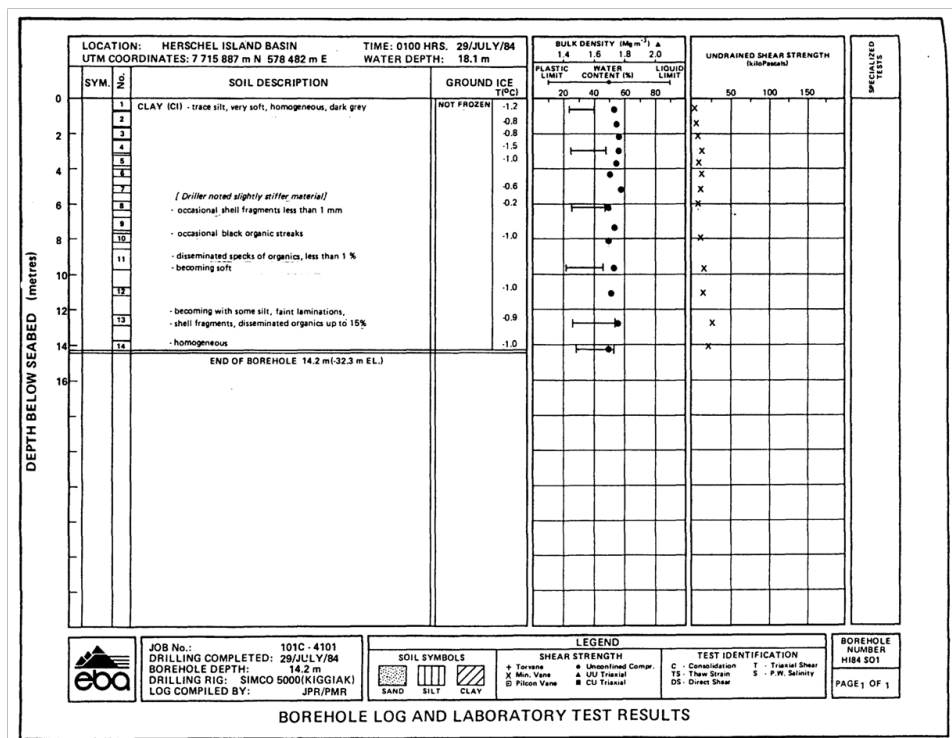 LOCATION: HERSCHEL ISLAND BASIN TIME: 0100 HRS. 29/JULY/84
UTM COORDINATES: 7 715 887 m N 578 482 m E WATER DEPTH: 18.1 m
BULK DENSITY (Mg m⁻³) ▲
1.4 1.6 1.8 2.0
PLASTIC LIMIT WATER CONTENT (%) LIQUID LIMIT
20 40 60 80
UNDRAINED SHEAR STRENGTH
(kiloPascals)
50 100 150
SPECIALIZED TESTS
SYM. No. SOIL DESCRIPTION GROUND ICE
T(°C)
DEPTH BELOW SEABED (metres)
0
1 CLAY (CI) - trace silt, very soft, homogeneous, dark grey NOT FROZEN -1.2
2 -0.8
2
3 -0.8
4 -1.5
5 -1.0
4
6
7 -0.6
[ Driller noted slightly stiffer material]
6
8 - occasional shell fragments less than 1 mm -0.2
9
- occasional black organic streaks
8
10 -1.0
11 - disseminated specks of organics, less than 1 %
- becoming soft
10
12 -1.0
12
- becoming with some silt, faint laminations,
13 - shell fragments, disseminated organics up to 15% -0.9
14
14 - homogeneous -1.0
END OF BOREHOLE 14.2 m(-32.3 m EL.)
16
eba
JOB No.: 101C - 4101
DRILLING COMPLETED: 29/JULY/84
BOREHOLE DEPTH: 14.2 m
DRILLING RIG: SIMCO 5000(KIGGIAK)
LOG COMPILED BY: JPR/PMR
LEGEND
SOIL SYMBOLS
SAND SILT CLAY
SHEAR STRENGTH
+ Torvane ● Unconfined Compr.
X Min. Vane ▲ UU Triaxial
Pilcon Vane ■ CU Triaxial
TEST IDENTIFICATION
C - Consolidation T - Triaxial Shear
TS - Thaw Strain S - P.W. Salinity
DS - Direct Shear
BOREHOLE
NUMBER
HI84 SO1
PAGE 1 OF 1
BOREHOLE LOG AND LABORATORY TEST RESULTS